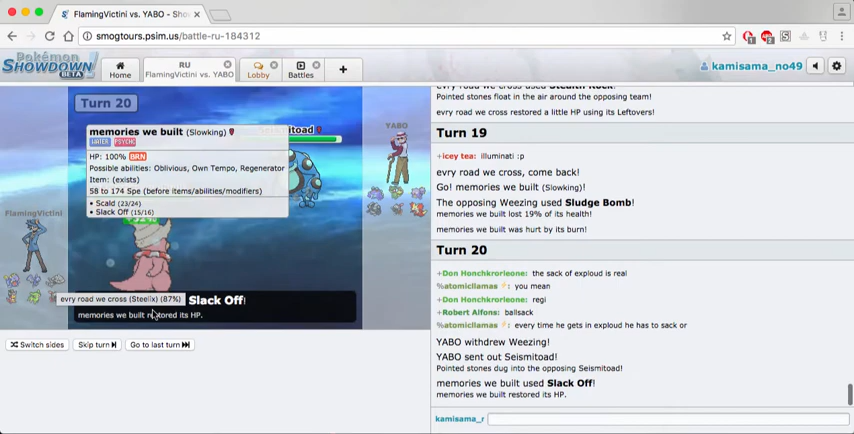 FlamingVictini vs. YABO - Sho
smogtours.psim.us/battle-ru-184312
Pokémon
SHOWDOWN
BETA
Home
RU
FlamingVictini vs. YABO
Lobby
Battles
kamisama_no49
Turn 20
memories we built (Slowking)
WATER PSYCHC
HP: 100% BRN
Possible abilities: Oblivious, Own Tempo, Regenerator
Item: (exists)
58 to 174 Spe (before items/abilities/modifiers)
• Scald (23/24)
• Slack Off (15/16)
YABO
FlamingVictini
evry road we cross (Steelix) (87%)
Slack Off!
memories we built restored its HP.
Switch sides
Skip turn
Go to last turn
evry road we cross used Stealth Rock!
Pointed stones float in the air around the opposing team!
evry road we cross restored a little HP using its Leftovers!
Turn 19
+icey tea: illuminati :p
evry road we cross, come back!
Go! memories we built (Slowking)!
The opposing Weezing used Sludge Bomb!
memories we built lost 19% of its health!
memories we built was hurt by its burn!
Turn 20
+Don Honchkrorleone: the sack of exploud is real
%atomicllamas: you mean
+Don Honchkrorleone: regi
+Robert Alfons: ballsack
%atomicllamas: every time he gets in exploud he has to sack or
YABO withdrew Weezing!
YABO sent out Seismitoad!
Pointed stones dug into the opposing Seismitoad!
memories we built used Slack Off!
memories we built restored its HP.
kamisama_r